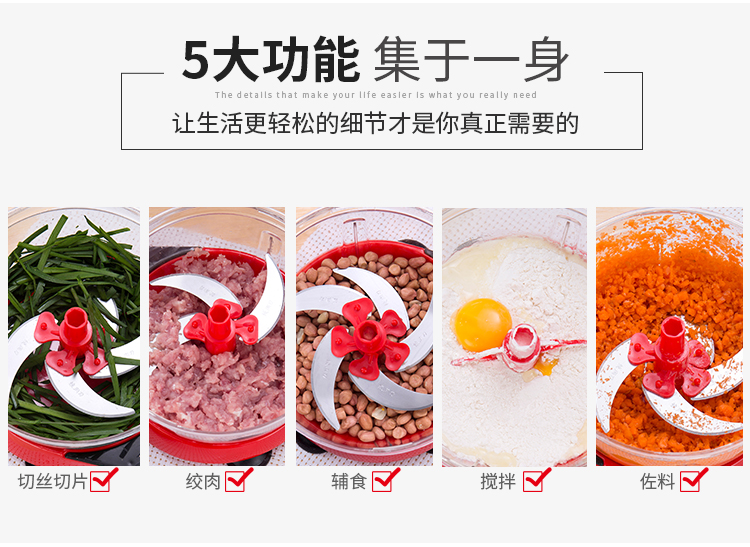 5大功能 集于一身
The details that make your life easier is what you really need
让生活更轻松的细节才是你真正需要的
切丝切片 绞肉 辅食 搅拌 佐料